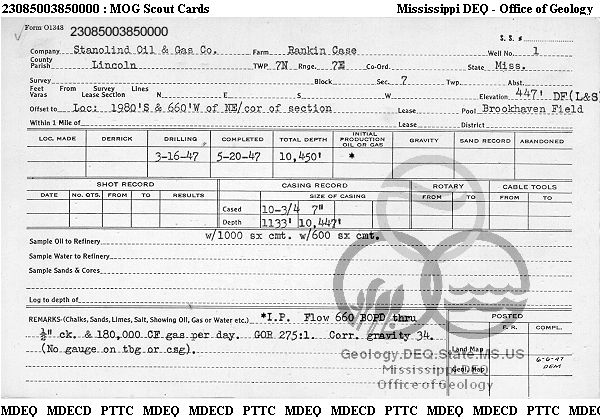 23085003850000 : MOG Scout Cards Mississippi DEQ - Office of Geology
Form O1348 23085003850000 S. S. #
Company Stanolind Oil & Gas Co. Farm Rankin Case Well No. 1
County Parish Lincoln TWP 7N Rnge. 7E Co-Ord. State Miss.
Survey Block Sec. 7 Twp. Abst.
Feet From Survey Lines
Varas Lease Section E N S W Elevation 447' DF(L&S
Offset to Loc: 1980'S & 660'W of NE/cor of section Lease Pool Brookhaven Field
Within 1 Mile of Lease District
LOC. MADE DERRICK DRILLING COMPLETED TOTAL DEPTH INITIAL PRODUCTION OIL OR GAS GRAVITY SAND RECORD ABANDONED
3-16-47 5-20-47 10,450' *
SHOT RECORD CASING RECORD ROTARY CABLE TOOLS
DATE No. QTS. FROM TO RESULTS SIZE OF CASING FROM TO FROM TO
Cased 10-3/4 7"
Depth 1133' 10,447'
w/1000 sx cmt. w/600 sx cmt.
Sample Oil to Refinery
Sample Water to Refinery
Sample Sands & Cores
Log to depth of
REMARKS-(Chalks, Sands, Limes, Salt, Showing Oil, Gas or Water etc.) *I.P. Flow 660 BOPD thru
½" ck. & 180,000 CF gas per day. GOR 275:1. Corr. gravity 34.
(No gauge on tbg or csg).
POSTED
F. R. COMPL.
Land Map
Geol. Map 6-6-47
DEM
Geology.DEQ.State.MS.US
Mississippi DEQ
Office of Geology
MDEQ MDECD PTTC MDEQ MDECD PTTC MDEQ MDECD PTTC MDEQ MDECD PTTC MDEQ